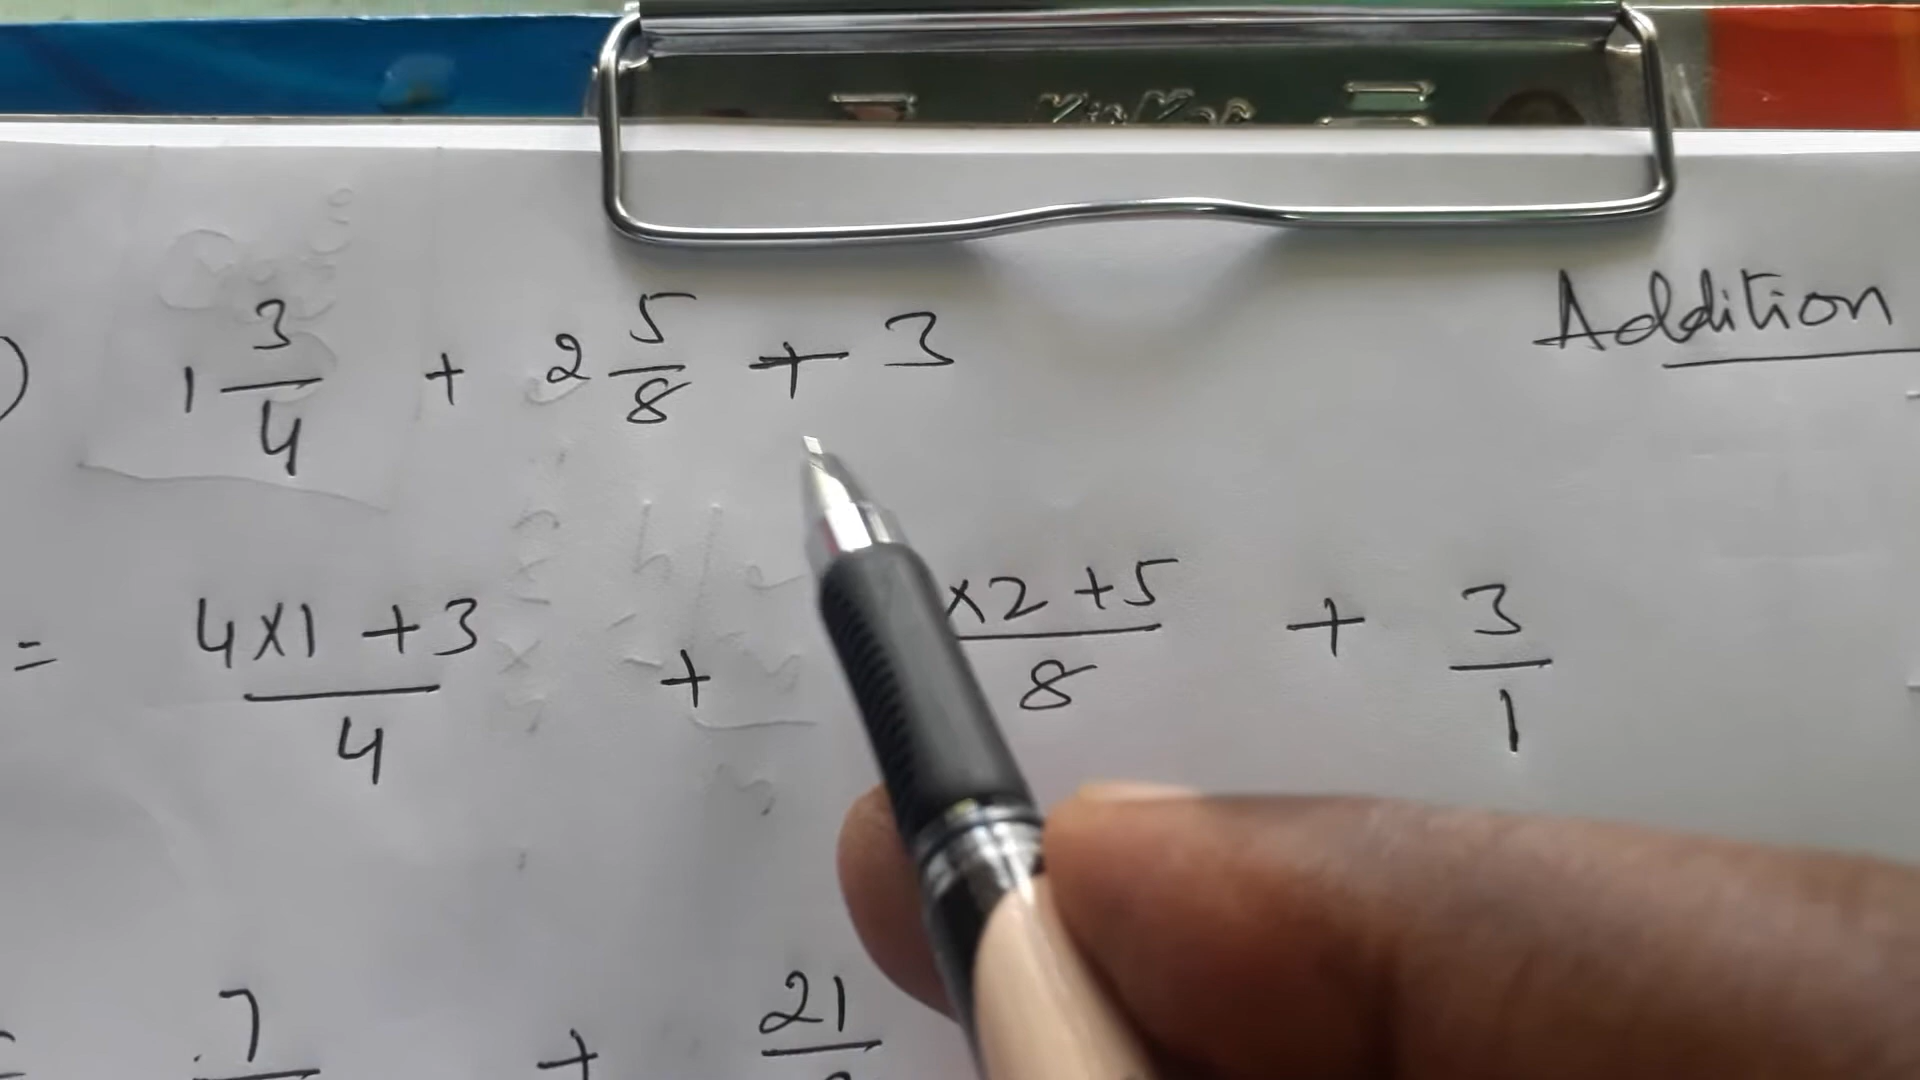 ) 1 3/4 + 2 5/8 + 3
Addition
= (4×1 +3)/4 + ×2 +5/8 + 3/1
= 7 + 21